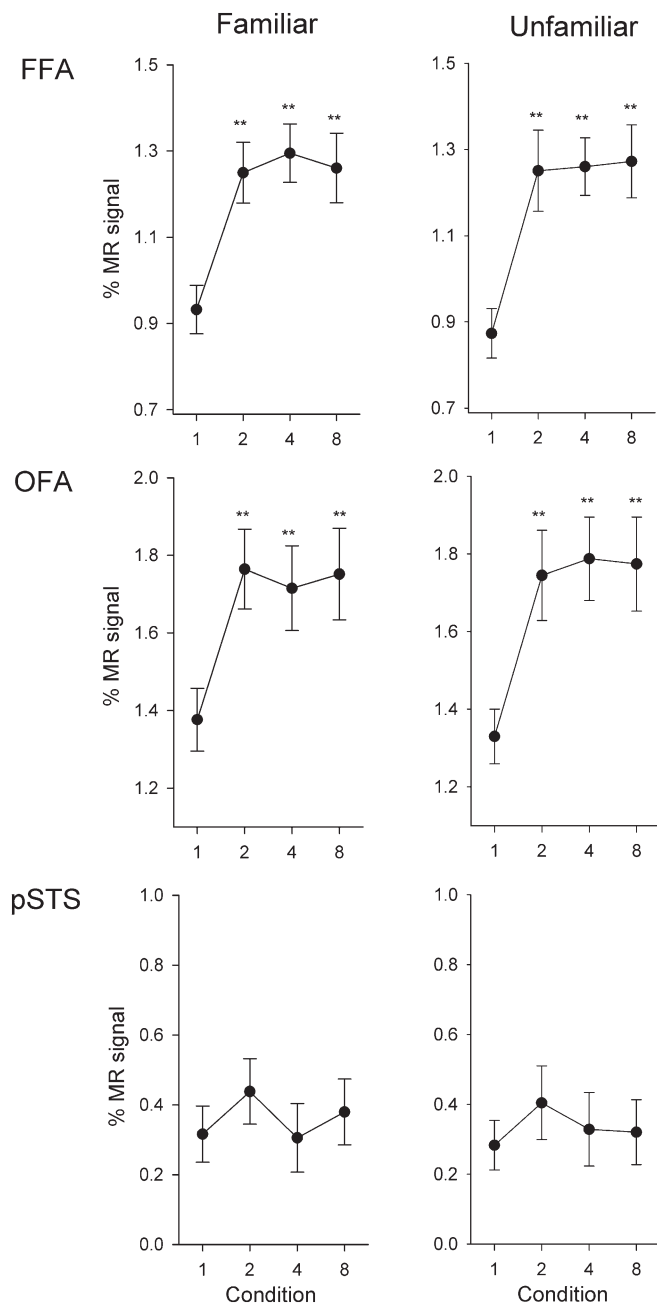 Familiar Unfamiliar
FFA
1.5 1.5
** ** ** ** ** **
1.3 1.3
1.1 1.1
% MR signal
0.9 0.9
0.7 0.7
1 2 4 8 1 2 4 8
OFA
2.0 2.0
** ** ** ** ** **
1.8 1.8
% MR signal
1.6 1.6
1.4 1.4
1.2 1.2
1 2 4 8 1 2 4 8
pSTS
1.0 1.0
0.8 0.8
0.6 0.6
% MR signal
0.4 0.4
0.2 0.2
0.0 0.0
1 2 4 8 1 2 4 8
Condition Condition